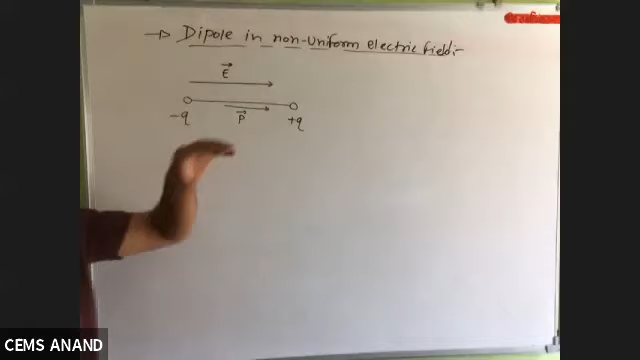 → Dipole in non-uniform electric field:-
E
-q
P
+q
CEMS ANAND